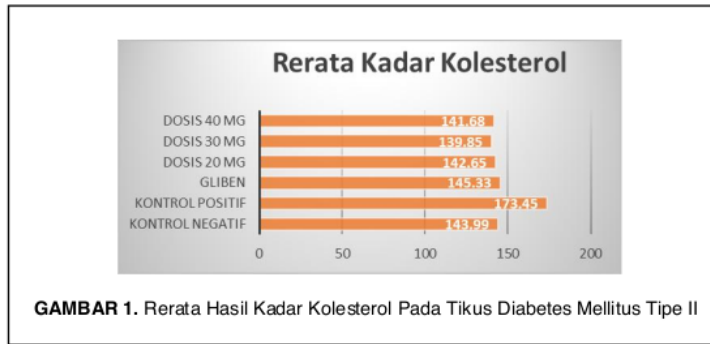 Rerata Kadar Kolesterol
DOSIS 40 MG 141.68
DOSIS 30 MG 139.85
DOSIS 20 MG 142.65
GLIBEN 145.33
KONTROL POSITIF 173.45
KONTROL NEGATIF 143.99
0 50 100 150 200
GAMBAR 1. Rerata Hasil Kadar Kolesterol Pada Tikus Diabetes Mellitus Tipe II